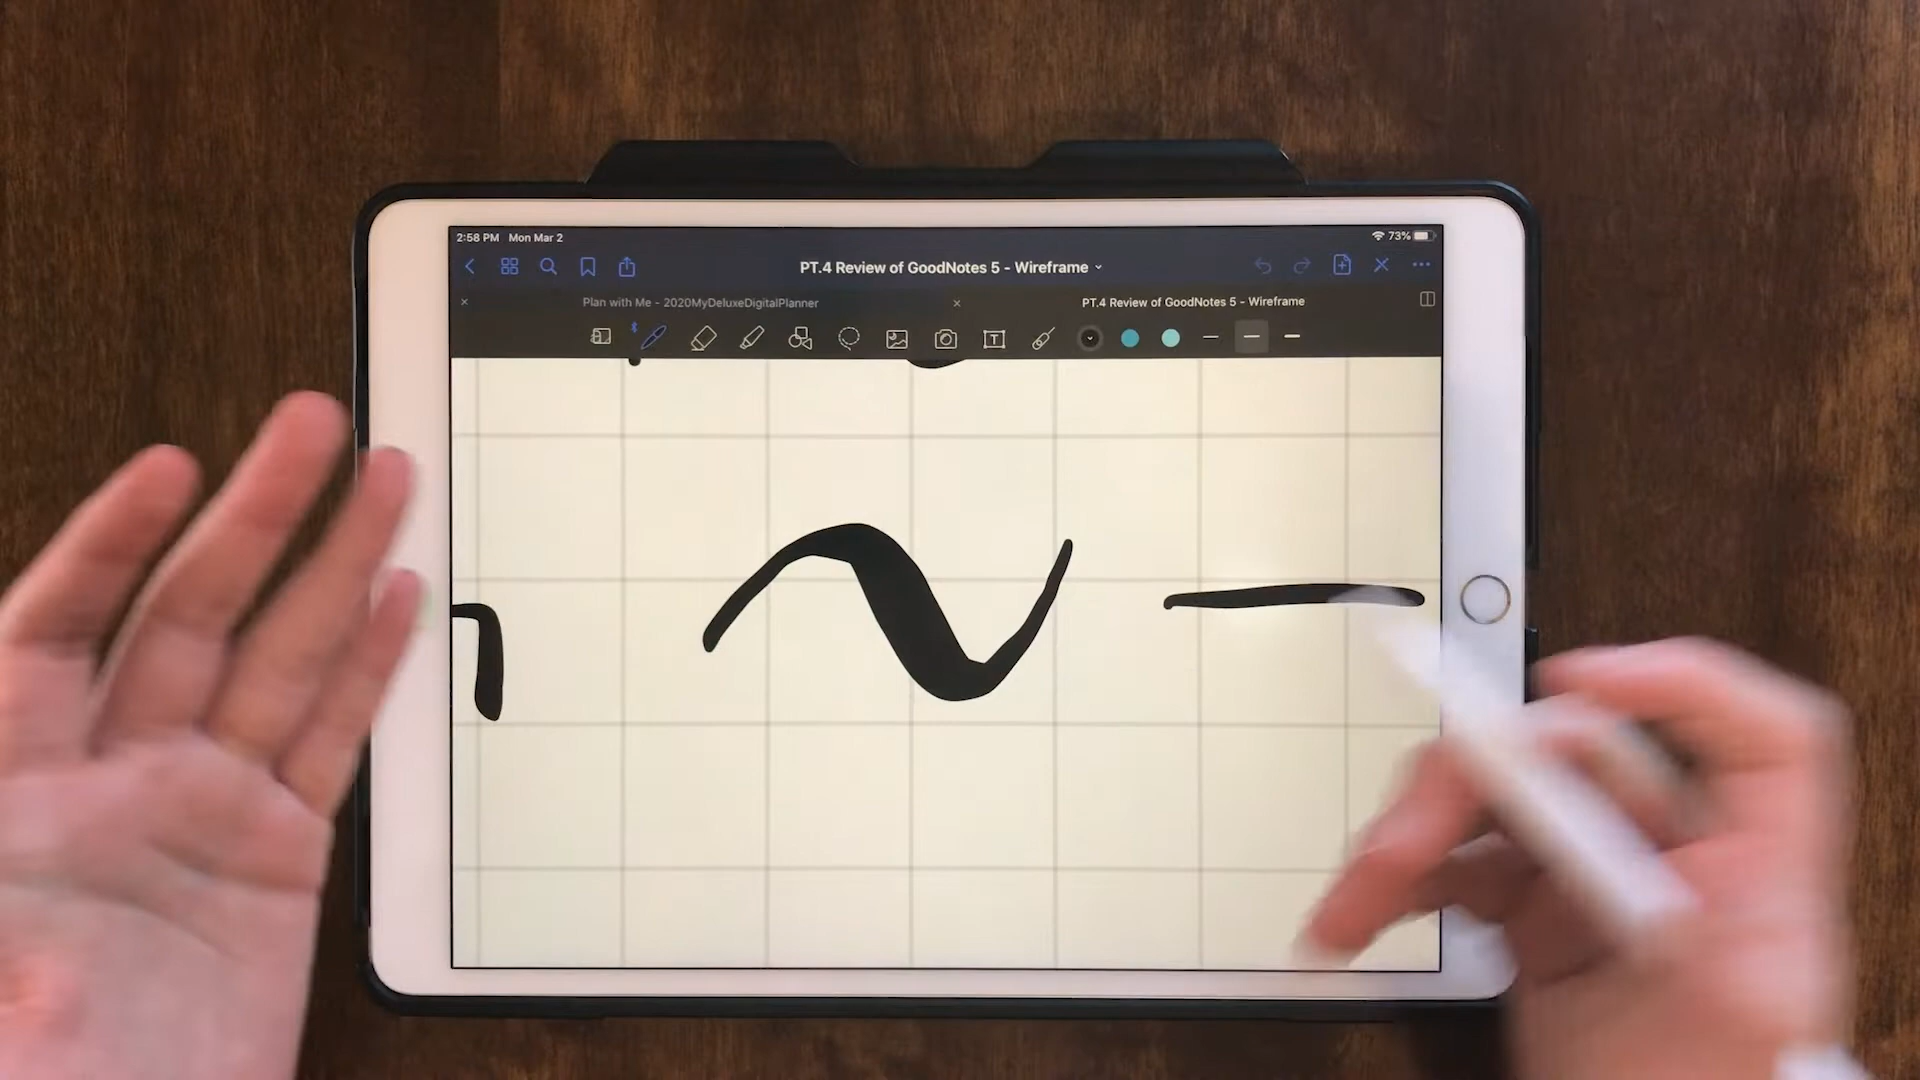 2:58 PM Mon Mar 2
73%
PT.4 Review of GoodNotes 5 - Wireframe
Plan with Me - 2020MyDeluxeDigitalPlanner
PT.4 Review of GoodNotes 5 - Wireframe
T